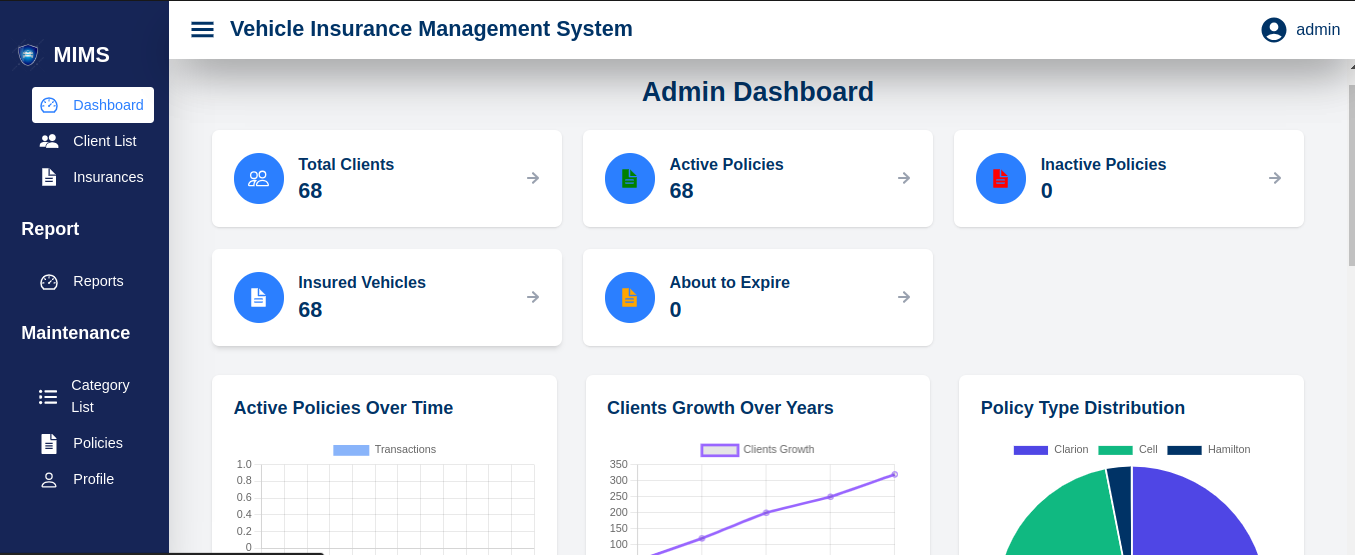 MIMS
Dashboard
Client List
Insurances
Report
Reports
Maintenance
Category
List
Policies
Profile
Vehicle Insurance Management System
admin
Admin Dashboard
Total Clients
68
Active Policies
68
Inactive Policies
0
Insured Vehicles
68
About to Expire
0
Active Policies Over Time
Transactions
1.0
0.8
0.6
0.4
0.2
0
Clients Growth Over Years
Clients Growth
350
300
250
200
150
100
Policy Type Distribution
Clarion Cell Hamilton